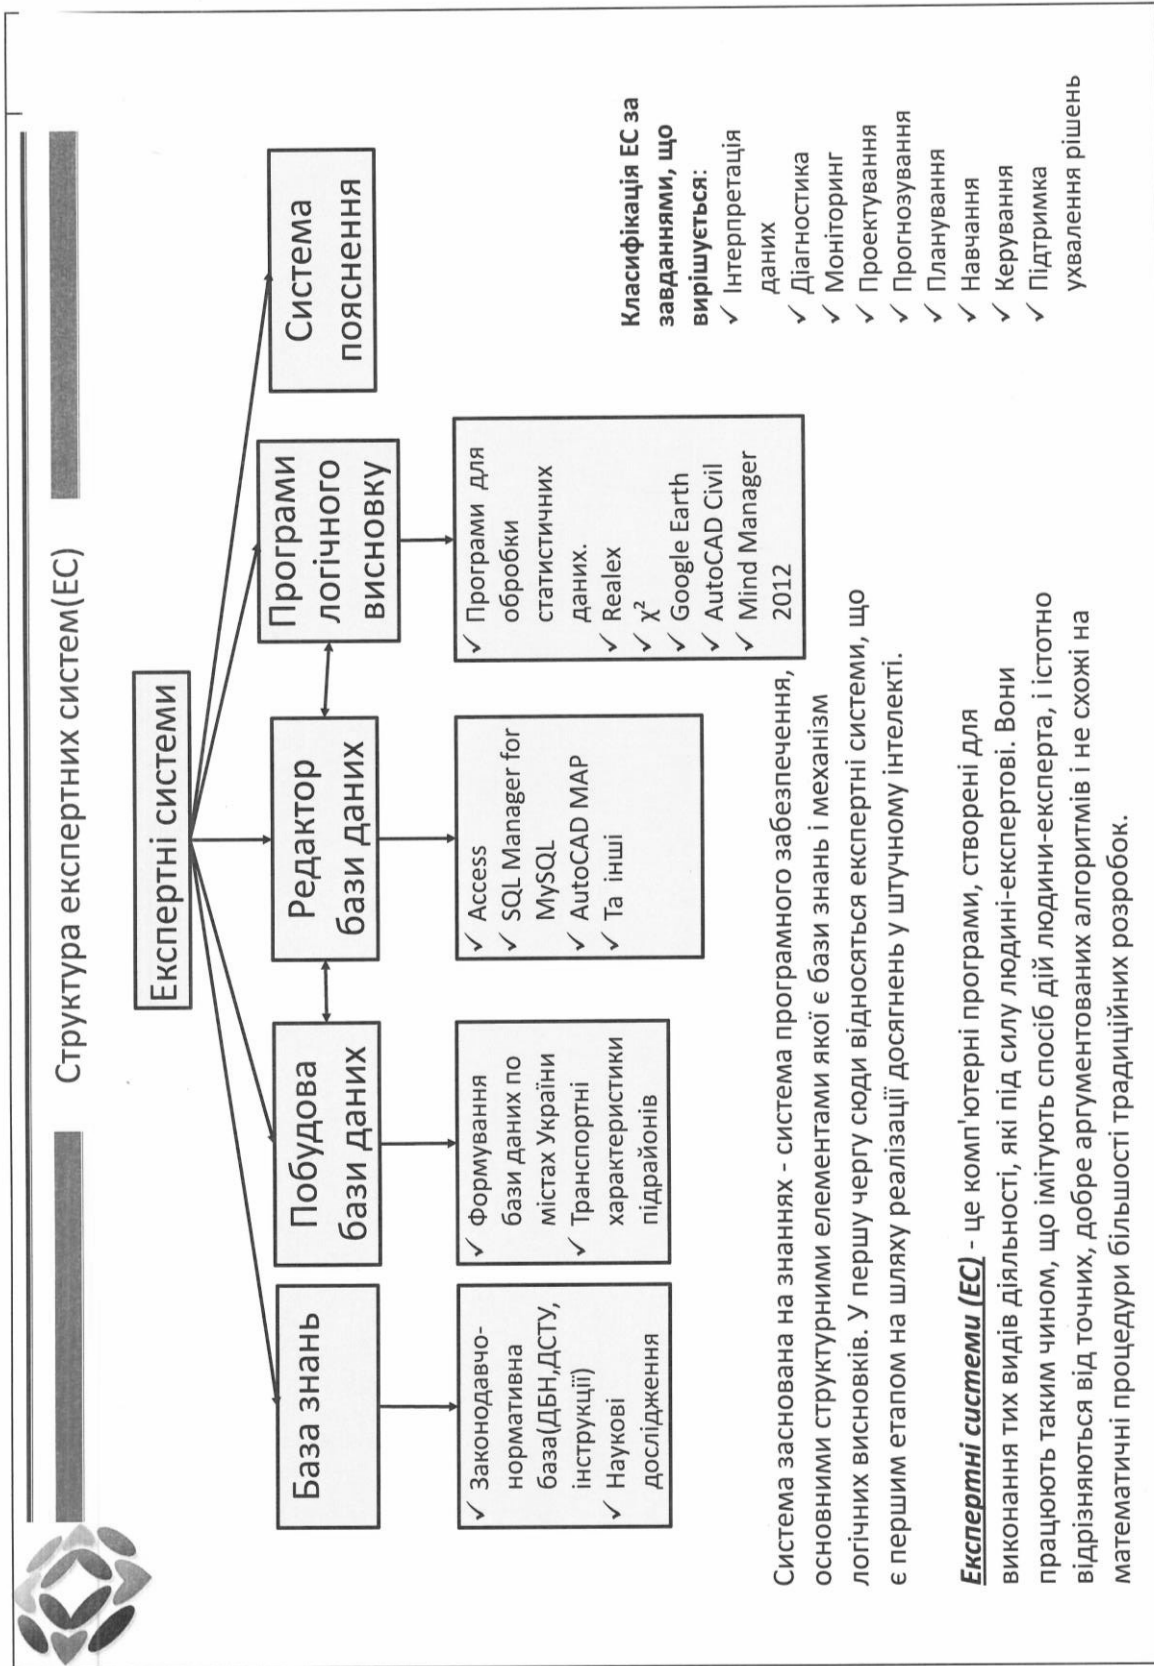 Структура експертних систем(ЕС)
Експертні системи
База знань
Побудова
бази даних
Редактор
бази даних
Програми
логічного
висновку
Система
пояснення
✓ Законодавчо-
нормативна
база(ДБН,ДСТУ,
інструкції)
✓ Наукові
дослідження
✓ Формування
бази даних по
містах України
✓ Транспортні
характеристики
підрайонів
✓ Access
✓ SQL Manager for
MySQL
✓ AutoCAD MAP
✓ Та інші
✓ Програми для
обробки
статистичних
даних.
✓ Realex
✓ χ²
✓ Google Earth
✓ AutoCAD Civil
✓ Mind Manager
2012
Класифікація ЕС за
завданнями, що
вирішується:
✓ Інтерпретація
даних
✓ Діагностика
✓ Моніторинг
✓ Проектування
✓ Прогнозування
✓ Планування
✓ Навчання
✓ Керування
✓ Підтримка
ухвалення рішень
Система заснована на знаннях - система програмного забезпечення,
основними структурними елементами якої є бази знань і механізм
логічних висновків. У першу чергу сюди відносяться експертні системи, що
є першим етапом на шляху реалізації досягнень у штучному інтелекті.
Експертні системи (ЕС) - це комп'ютерні програми, створені для
виконання тих видів діяльності, які під силу людині-експертові. Вони
працюють таким чином, що імітують спосіб дій людини-експерта, і істотно
відрізняються від точних, добре аргументованих алгоритмів і не схожі на
математичні процедури більшості традиційних розробок.